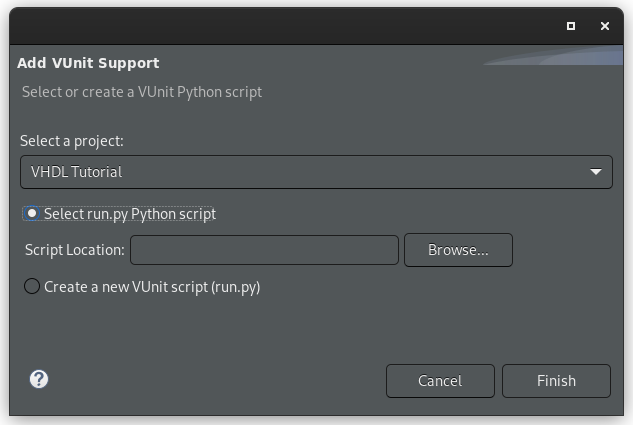 Add VUnit Support
Select or create a VUnit Python script
Select a project:
VHDL Tutorial
Select run.py Python script
Script Location:
Browse...
Create a new VUnit script (run.py)
?
Cancel
Finish